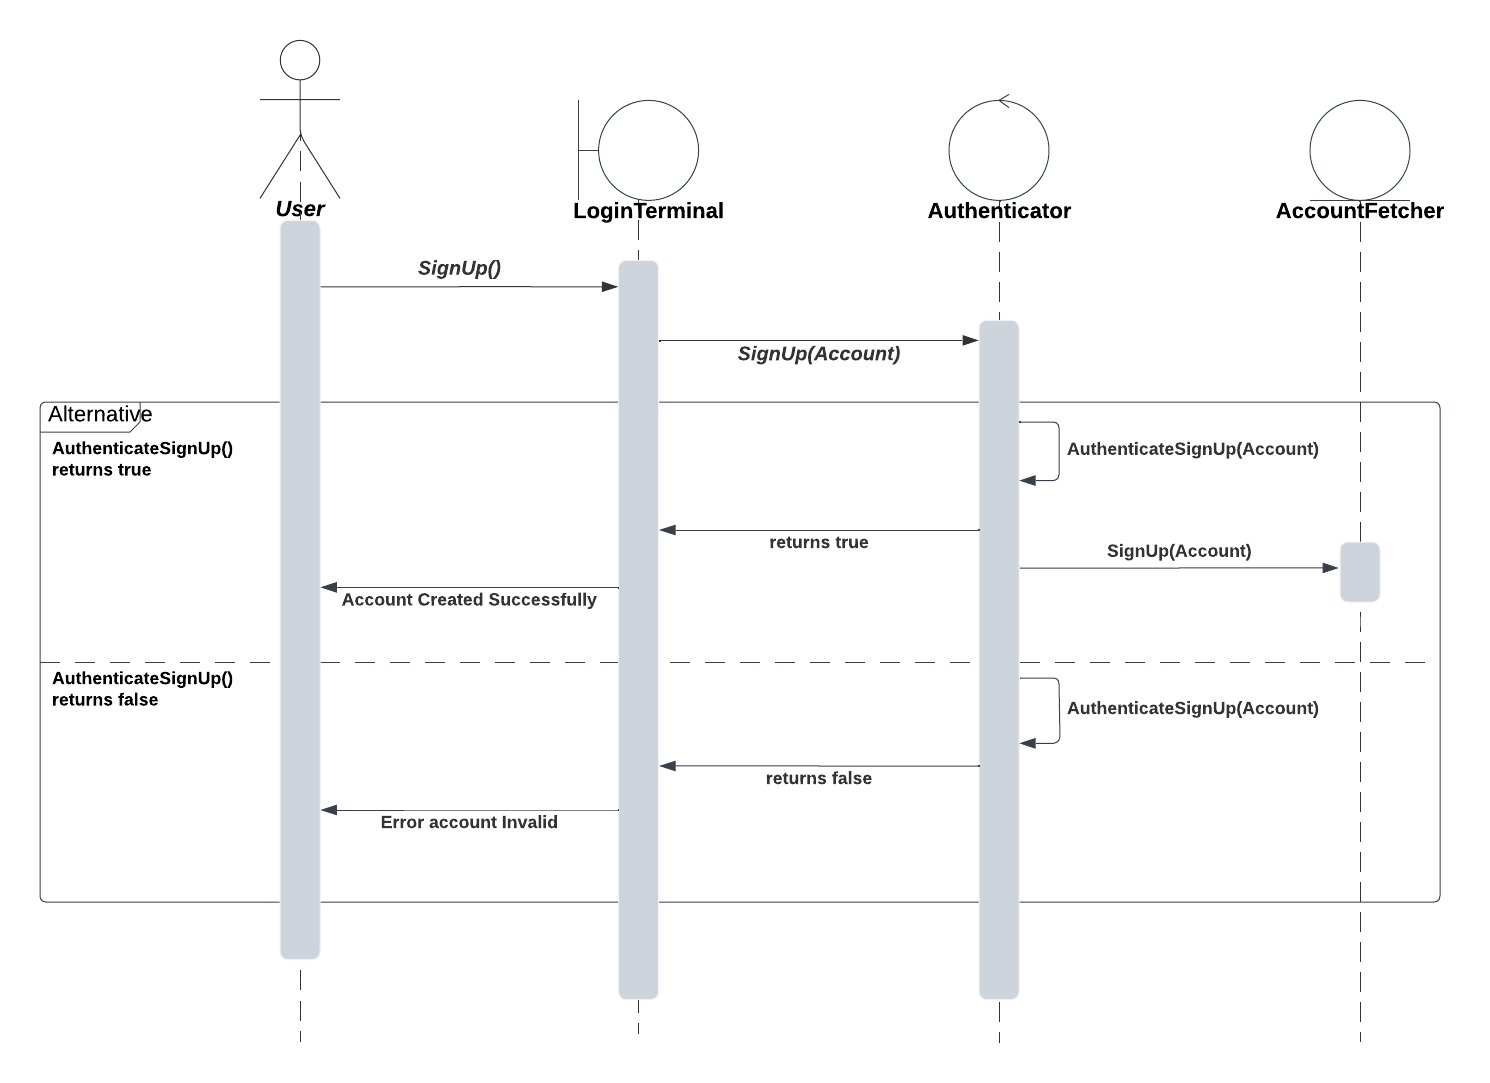 User
LoginTerminal
Authenticator
AccountFetcher
SignUp()
SignUp(Account)
Alternative
AuthenticateSignUp()
returns true
AuthenticateSignUp(Account)
returns true
SignUp(Account)
Account Created Successfully
AuthenticateSignUp()
returns false
AuthenticateSignUp(Account)
returns false
Error account Invalid